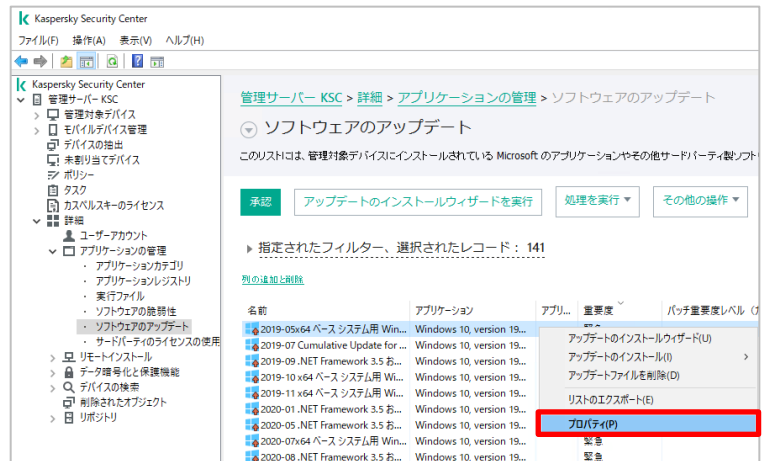 Kaspersky Security Center
ファイル(F) 操作(A) 表示(V) ヘルプ(H)
Kaspersky Security Center
管理サーバー KSC
管理対象デバイス
モバイルデバイス管理
デバイスの抽出
未割り当てデバイス
ポリシー
タスク
カスペルスキーのライセンス
詳細
ユーザーアカウント
アプリケーションの管理
アプリケーションカテゴリ
アプリケーションレジストリ
実行ファイル
ソフトウェアの脆弱性
ソフトウェアのアップデート
サードパーティのライセンスの使用
リモートインストール
データ暗号化と保護機能
デバイスの検索
削除されたオブジェクト
リポジトリ
管理サーバー KSC > 詳細 > アプリケーションの管理 > ソフトウェアのアップデート
ソフトウェアのアップデート
このリストには、管理対象デバイスにインストールされている Microsoft のアプリケーションやその他サードパーティ製ソフト
承認 アップデートのインストールウィザードを実行 処理を実行 その他の操作
指定されたフィルター、選択されたレコード： 141
列の追加と削除
名前 アプリケーション アプリ... 重要度 パッチ重要度レベル
2019-05x64 ベース システム用 Win... Windows 10, version 19...
2019-07 Cumulative Update for ... Windows 10, version 19...
2019-09 .NET Framework 3.5 お... Windows 10, version 19...
2019-10 x64 ベース システム用 Wi... Windows 10, version 19...
2019-11 x64 ベース システム用 Wi... Windows 10, version 19...
2020-01 .NET Framework 3.5 お... Windows 10, version 19...
2020-05 .NET Framework 3.5 お... Windows 10, version 19...
2020-07x64 ベース システム用 Win... Windows 10, version 19... 緊急
2020-08 .NET Framework 3.5 お... Windows 10, version 19... 緊急
アップデートのインストールウィザード(U)
アップデートのインストール(I)
アップデートファイルを削除(D)
リストのエクスポート(E)
プロパティ(P)